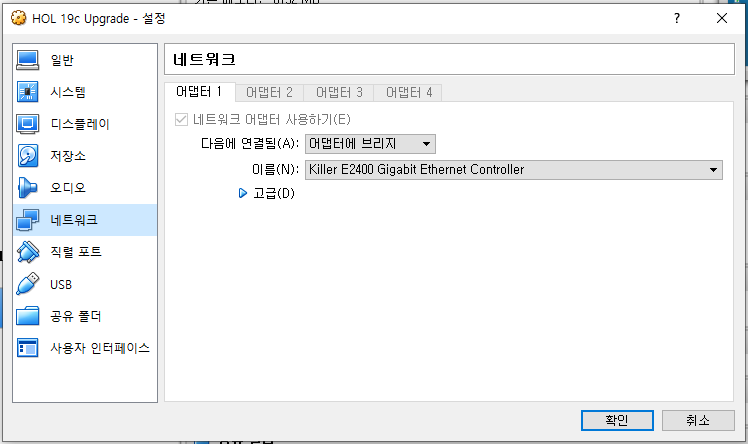 HOL 19c Upgrade - 설정
?
일반
시스템
디스플레이
저장소
오디오
네트워크
직렬 포트
USB
공유 폴더
사용자 인터페이스
네트워크
어댑터 1 어댑터 2 어댑터 3 어댑터 4
네트워크 어댑터 사용하기(E)
다음에 연결됨(A): 어댑터에 브리지
이름(N): Killer E2400 Gigabit Ethernet Controller
고급(D)
확인 취소